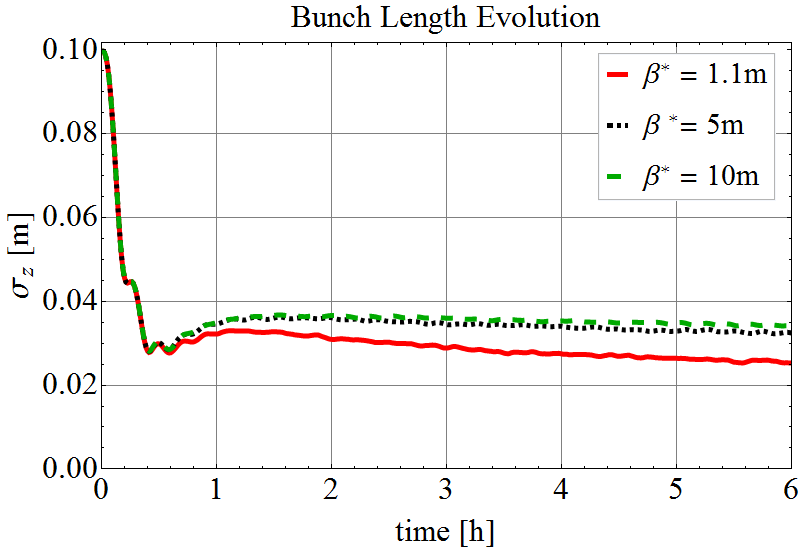 Bunch Length Evolution
0.10
0.08
0.06
0.04
0.02
0.00
σz [m]
β* = 1.1m
β *= 5m
β* = 10m
0 1 2 3 4 5 6
time [h]